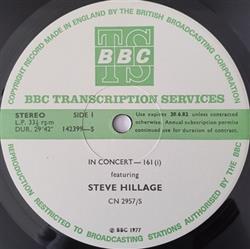 COPYRIGHT RECORD MADE IN ENGLAND BY THE BRITISH BROADCASTING CORPORATION
TS
BBC
BBC TRANSCRIPTION SERVICES
STEREO SIDE 1
L.P. 33⅓ rpm
DUR. 29'42" 142399—S
Use expires 30.6.82 unless
otherwise stated.
Annual subscription permits
continued use for duration of contract.
IN CONCERT — 161 (i)
featuring
STEVE HILLAGE
CN 2957/S
REPRODUCTION RESTRICTED TO BROADCASTING STATIONS AUTHORISED BY THE BBC
© BBC 1977